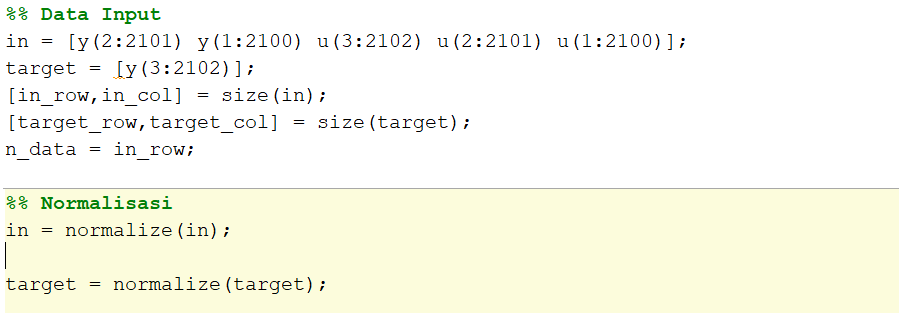 %% Data Input
in = [y(2:2101) y(1:2100) u(3:2102) u(2:2101) u(1:2100)];
target = [y(3:2102)];
[in_row,in_col] = size(in);
[target_row,target_col] = size(target);
n_data = in_row;
%% Normalisasi
in = normalize(in);
target = normalize(target);